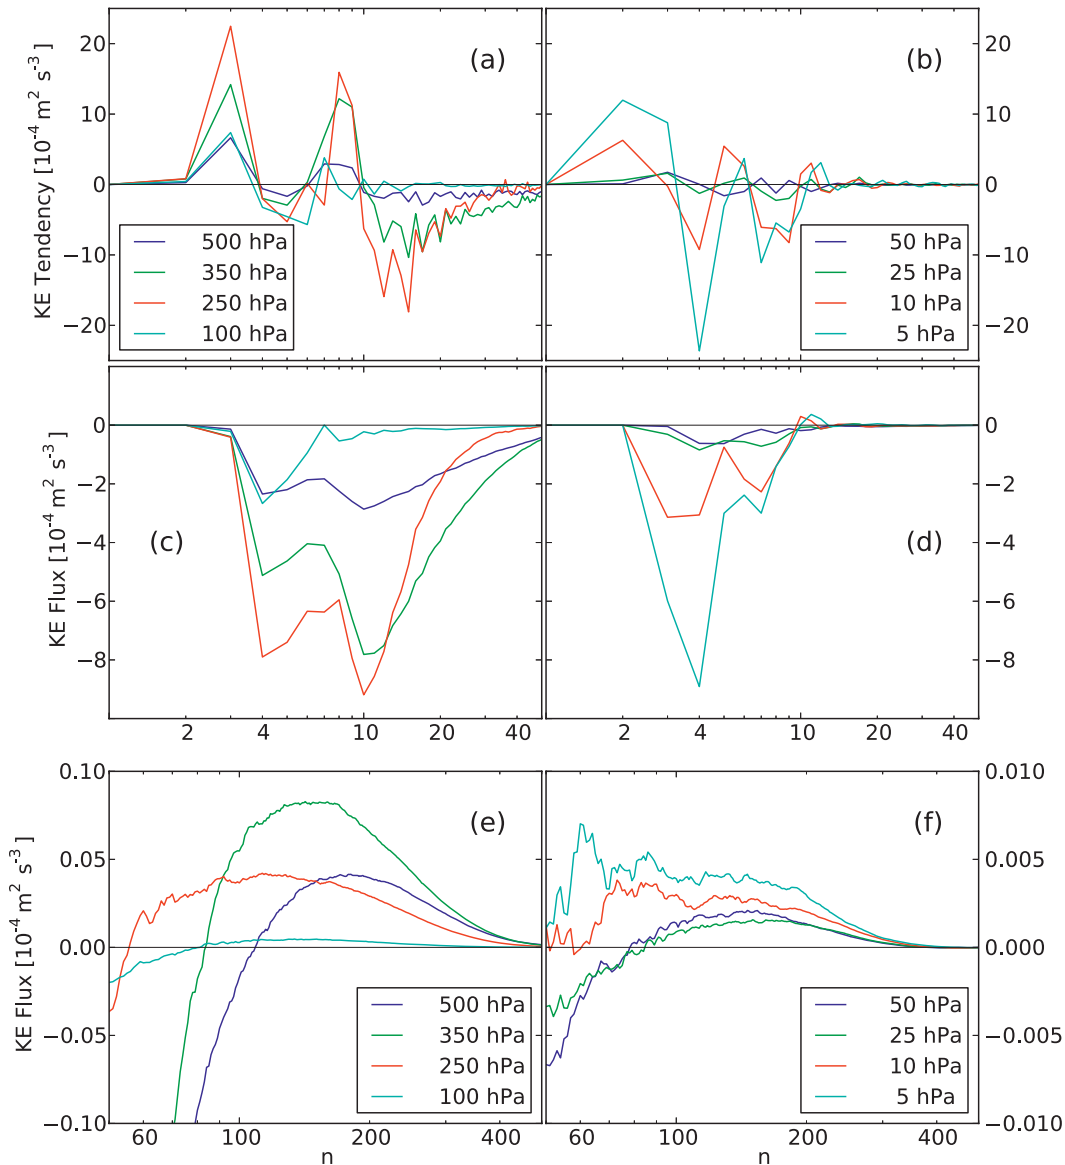 (a)
(b)
KE Tendency [10⁻⁴ m² s⁻³]
20
10
0
−10
−20
500 hPa
350 hPa
250 hPa
100 hPa
50 hPa
25 hPa
10 hPa
5 hPa
20
10
0
−10
−20
(c)
(d)
KE Flux [10⁻⁴ m² s⁻³]
0
−2
−4
−6
−8
0
−2
−4
−6
−8
2 4 10 20 40
2 4 10 20 40
(e)
(f)
KE Flux [10⁻⁴ m² s⁻³]
0.10
0.05
0.00
−0.05
−0.10
500 hPa
350 hPa
250 hPa
100 hPa
50 hPa
25 hPa
10 hPa
5 hPa
0.010
0.005
0.000
−0.005
−0.010
60 100 200 400
60 100 200 400
n
n